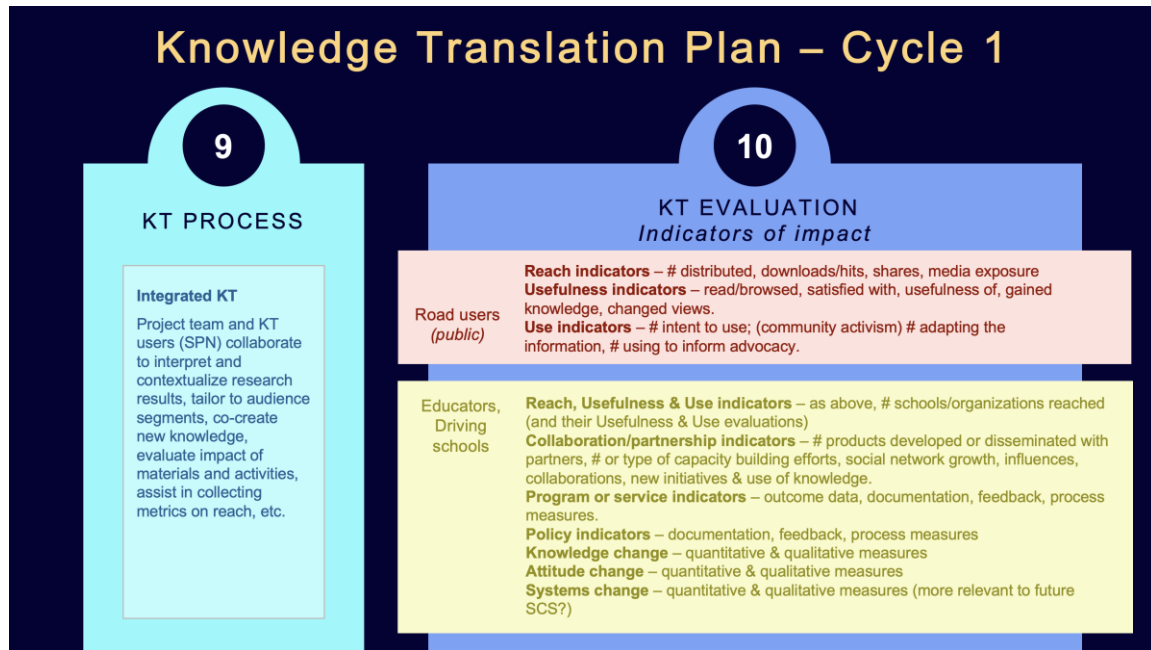 Knowledge Translation Plan – Cycle 1
9
KT PROCESS
Integrated KT
Project team and KT
users (SPN) collaborate
to interpret and
contextualize research
results, tailor to audience
segments, co-create
new knowledge,
evaluate impact of
materials and activities,
assist in collecting
metrics on reach, etc.
10
KT EVALUATION
Indicators of impact
Road users
(public)
Reach indicators – # distributed, downloads/hits, shares, media exposure
Usefulness indicators – read/browsed, satisfied with, usefulness of, gained
knowledge, changed views.
Use indicators – # intent to use; (community activism) # adapting the
information, # using to inform advocacy.
Educators,
Driving
schools
Reach, Usefulness & Use indicators – as above, # schools/organizations reached
(and their Usefulness & Use evaluations)
Collaboration/partnership indicators – # products developed or disseminated with
partners, # or type of capacity building efforts, social network growth, influences,
collaborations, new initiatives & use of knowledge.
Program or service indicators – outcome data, documentation, feedback, process
measures.
Policy indicators – documentation, feedback, process measures
Knowledge change – quantitative & qualitative measures
Attitude change – quantitative & qualitative measures
Systems change – quantitative & qualitative measures (more relevant to future
SCS?)